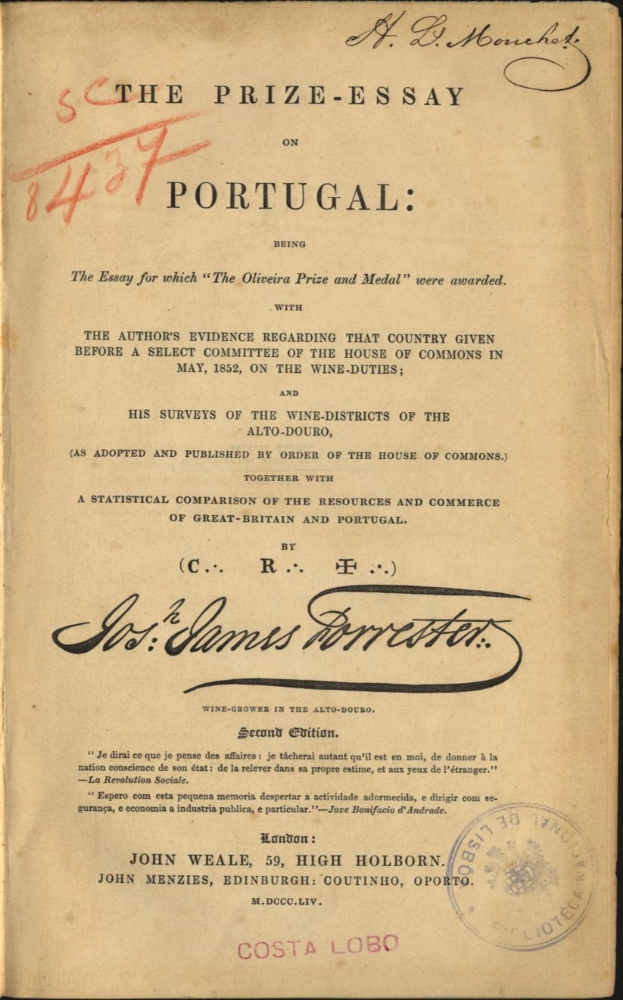 H. L. Mouchet
SC
8437
THE PRIZE-ESSAY
ON
PORTUGAL:
BEING
The Essay for which "The Oliveira Prize and Medal" were awarded.
WITH
THE AUTHOR'S EVIDENCE REGARDING THAT COUNTRY GIVEN
BEFORE A SELECT COMMITTEE OF THE HOUSE OF COMMONS IN
MAY, 1852, ON THE WINE-DUTIES;
AND
HIS SURVEYS OF THE WINE-DISTRICTS OF THE
ALTO-DOURO,
(AS ADOPTED AND PUBLISHED BY ORDER OF THE HOUSE OF COMMONS.)
TOGETHER WITH
A STATISTICAL COMPARISON OF THE RESOURCES AND COMMERCE
OF GREAT-BRITAIN AND PORTUGAL.
BY
(C.∴ R.∴ ✠.∴)
Jos:h James Forrester∴
WINE-GROWER IN THE ALTO-DOURO.
Second Edition.
"Je dirai ce que je pense des affaires : je tâcherai autant qu'il est en moi, de donner à la
nation conscience de son état : de la relever dans sa propre estime, et aux yeux de l'étranger."
—La Revolution Sociale.
"Espero com esta pequena memoria despertar a actividade adormecida, e dirigir com se-
gurança, e economia a industria publica, e particular."—Joze Bonifacio d'Andrade.
London:
JOHN WEALE, 59, HIGH HOLBORN.
JOHN MENZIES, EDINBURGH: COUTINHO, OPORTO.
M.DCCC.LIV.
BIBLIOTECA NACIONAL DE LISBOA
COSTA LOBO